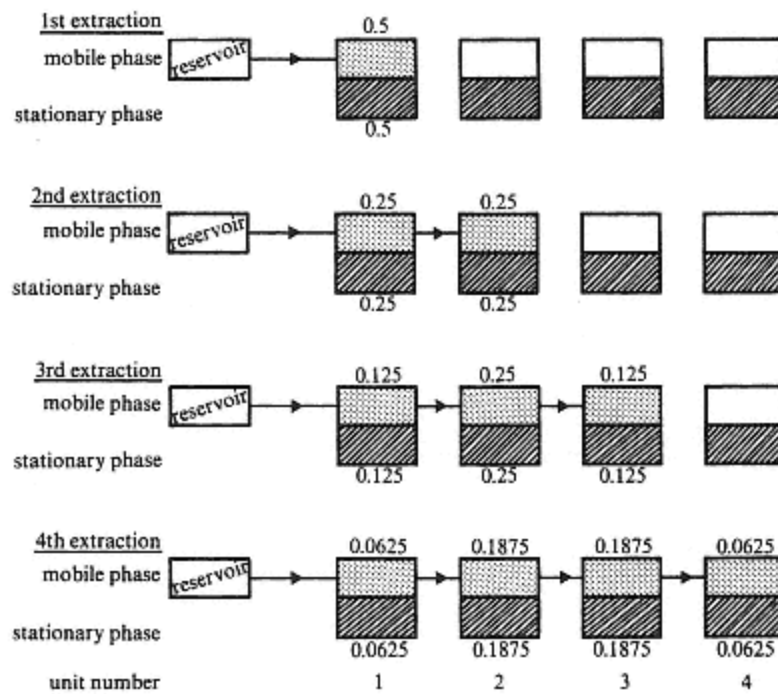 1st extraction
0.5
mobile phase
reservoir
stationary phase
0.5
2nd extraction
0.25 0.25
mobile phase
reservoir
stationary phase
0.25 0.25
3rd extraction
0.125 0.25 0.125
mobile phase
reservoir
stationary phase
0.125 0.25 0.125
4th extraction
0.0625 0.1875 0.1875 0.0625
mobile phase
reservoir
stationary phase
0.0625 0.1875 0.1875 0.0625
unit number 1 2 3 4